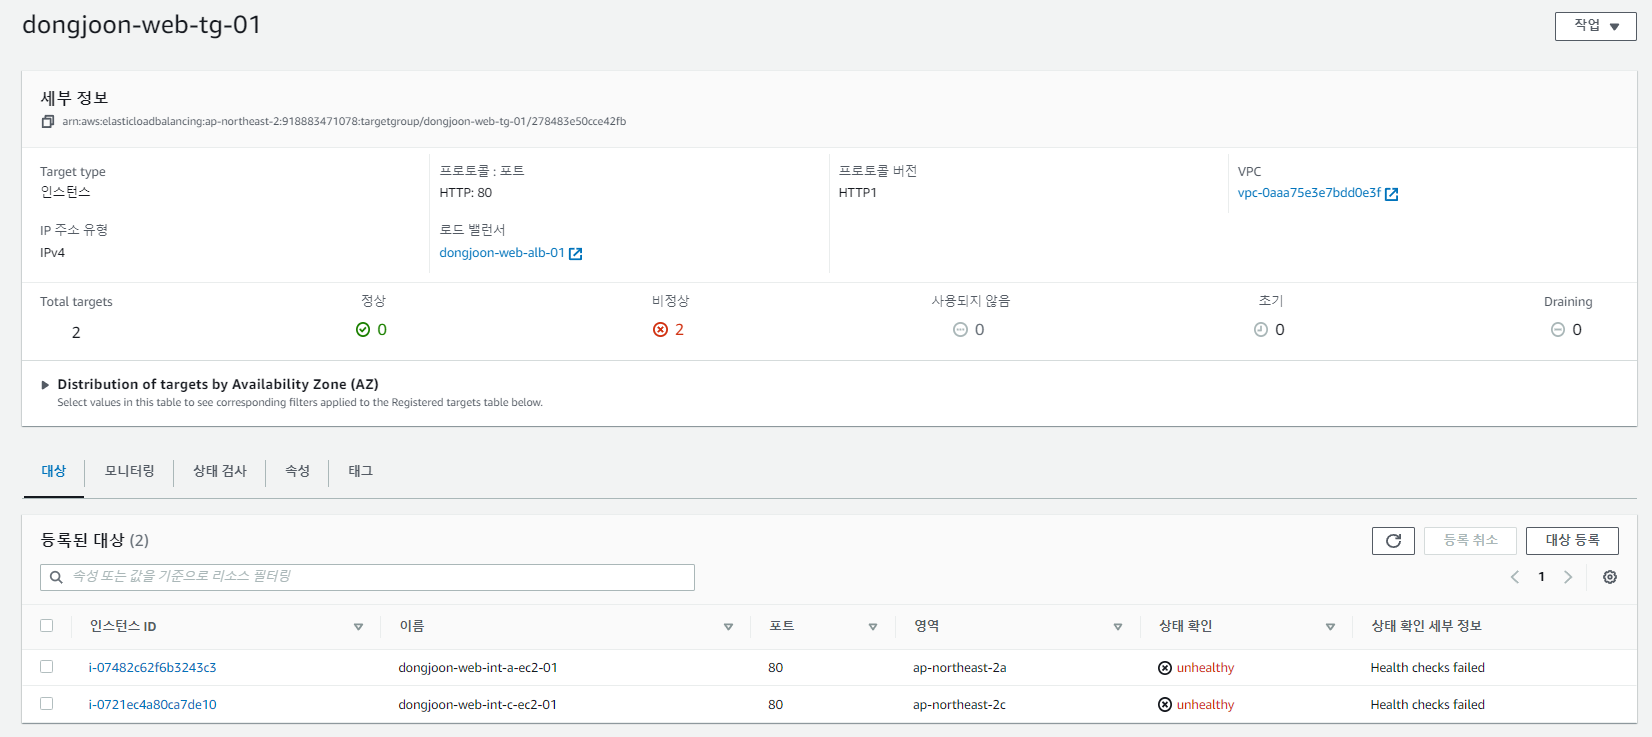 dongjoon-web-tg-01
작업
세부 정보
arn:aws:elasticloadbalancing:ap-northeast-2:918883471078:targetgroup/dongjoon-web-tg-01/278483e50cce42fb
Target type
인스턴스
프로토콜 : 포트
HTTP: 80
프로토콜 버전
HTTP1
VPC
vpc-0aaa75e3e7bdd0e3f
IP 주소 유형
IPv4
로드 밸런서
dongjoon-web-alb-01
Total targets
2
정상
0
비정상
2
사용되지 않음
0
초기
0
Draining
0
Distribution of targets by Availability Zone (AZ)
Select values in this table to see corresponding filters applied to the Registered targets table below.
대상 모니터링 상태 검사 속성 태그
등록된 대상 (2)
등록 취소
대상 등록
속성 또는 값을 기준으로 리소스 필터링
1
인스턴스 ID 이름 포트 영역 상태 확인 상태 확인 세부 정보
i-07482c62f6b3243c3 dongjoon-web-int-a-ec2-01 80 ap-northeast-2a unhealthy Health checks failed
i-0721ec4a80ca7de10 dongjoon-web-int-c-ec2-01 80 ap-northeast-2c unhealthy Health checks failed